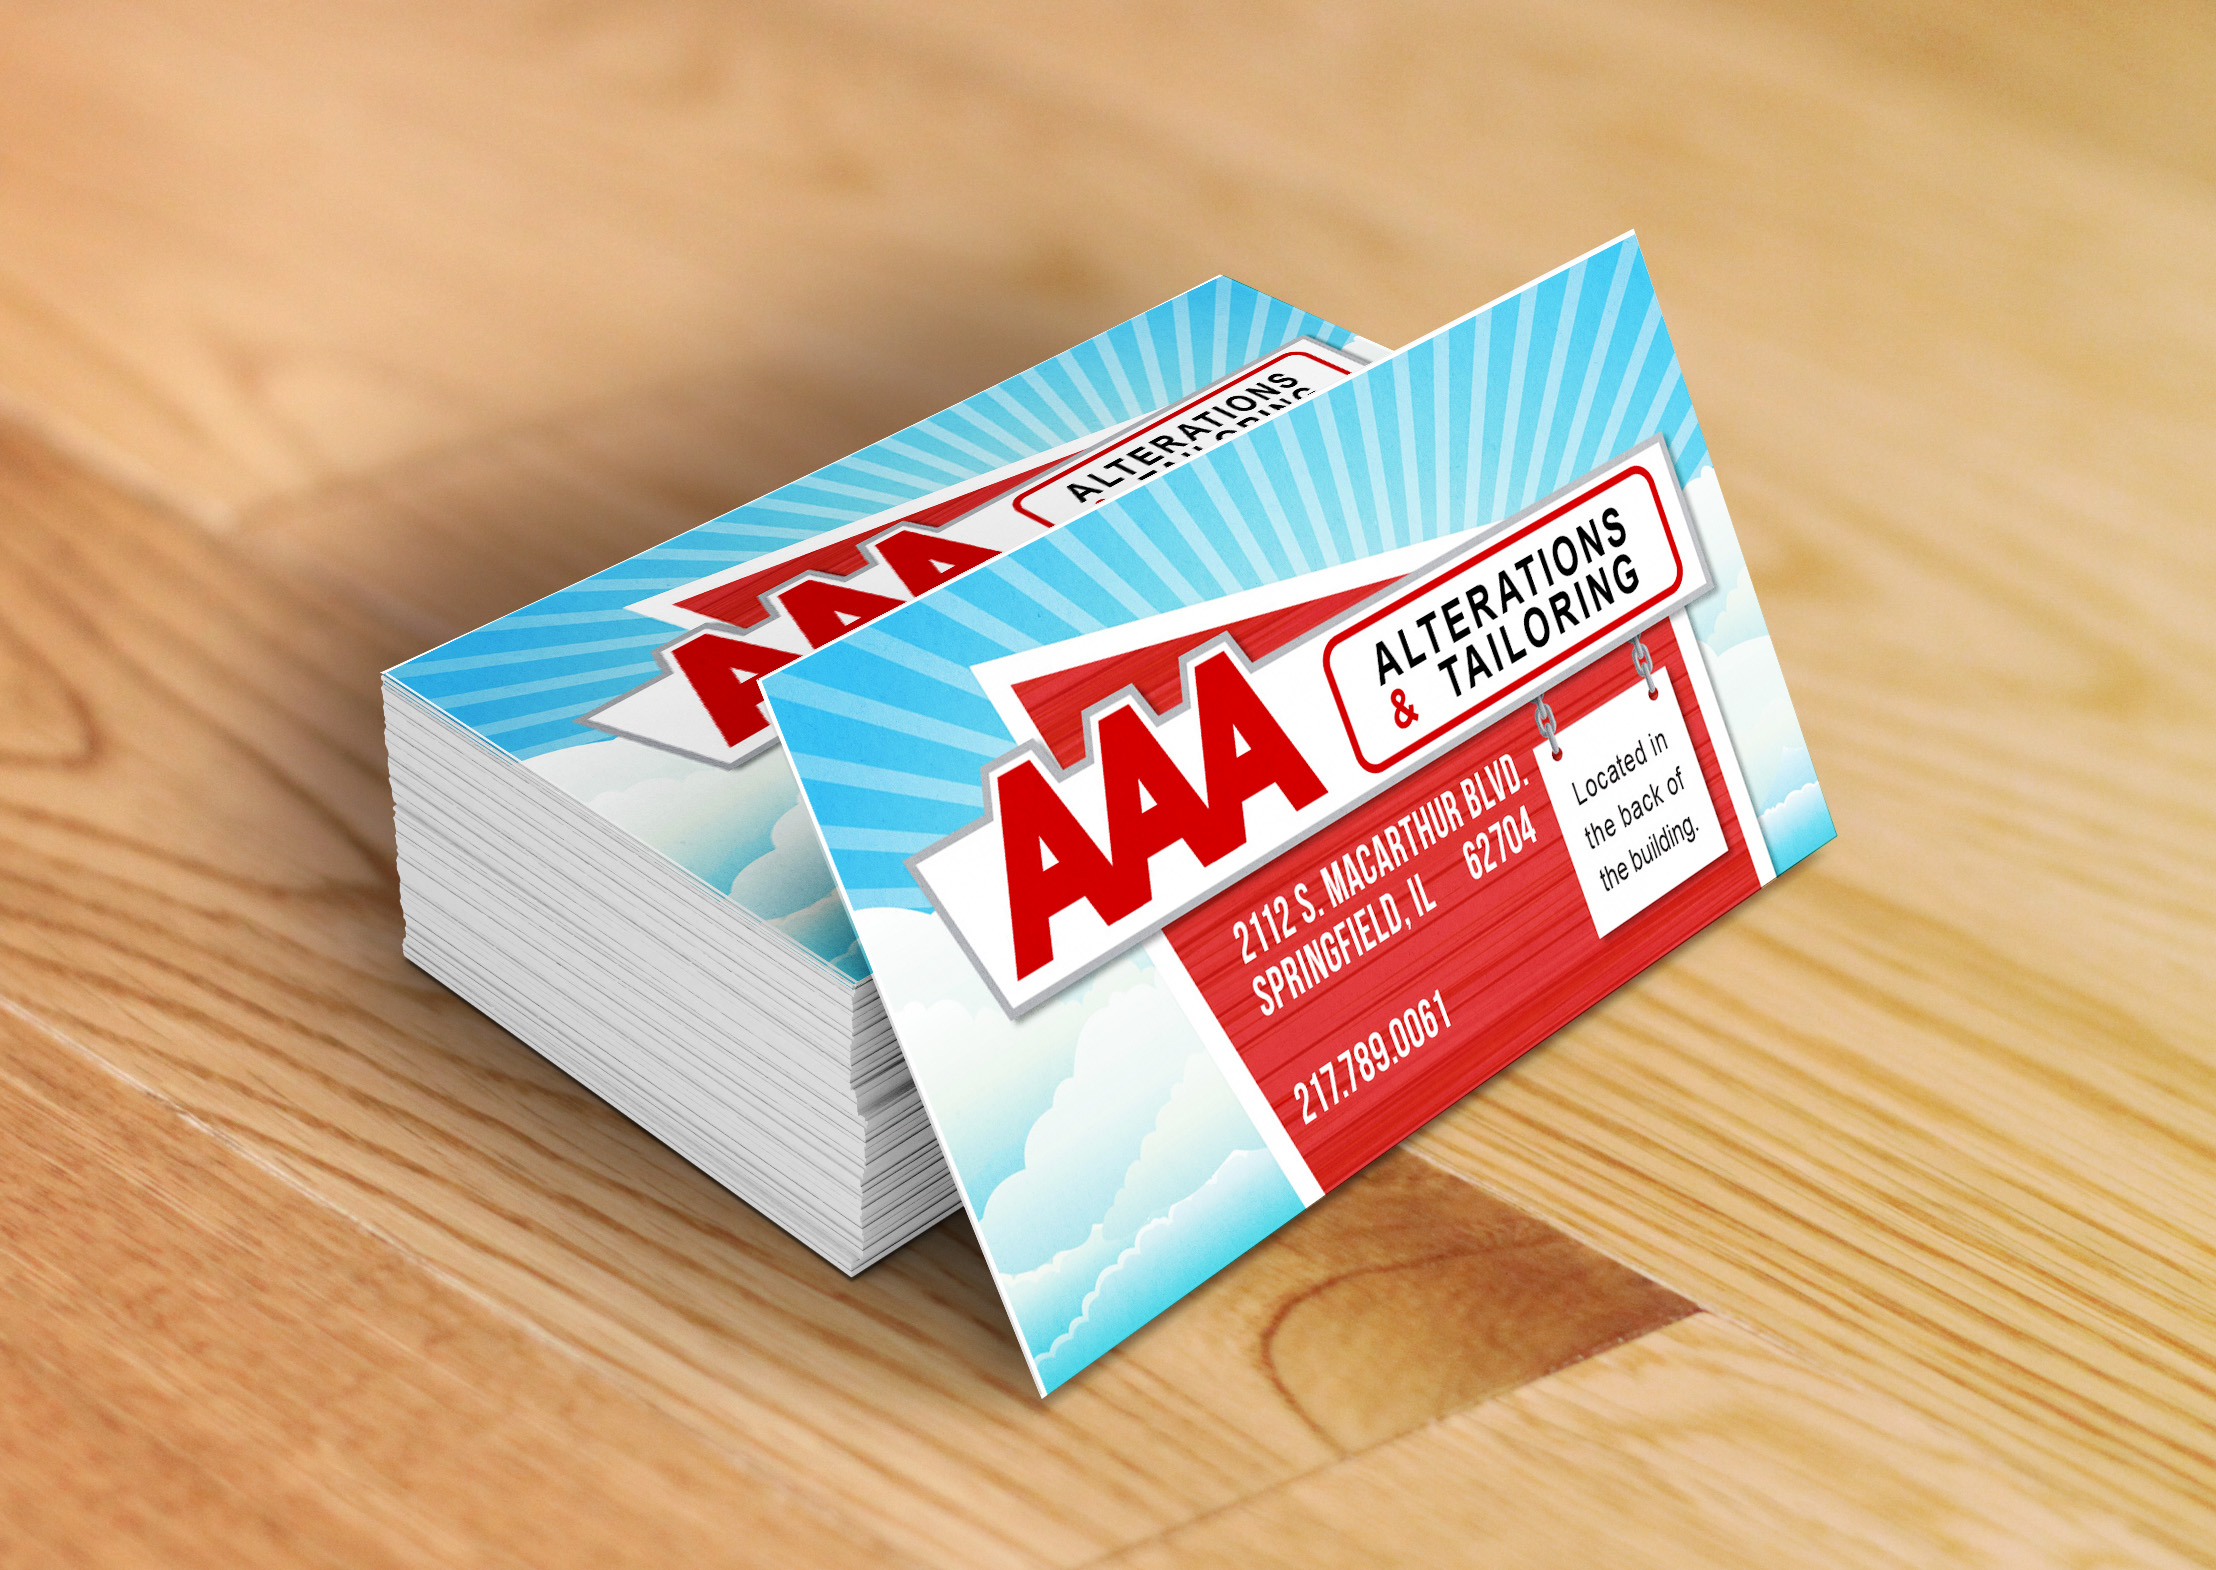 ALTERATIONS
TAILORING
AAA
ALTERATIONS
& TAILORING
AAA
2112 S. MACARTHUR BLVD.
SPRINGFIELD, IL 62704
217.789.0061
Located in
the back of
the building.